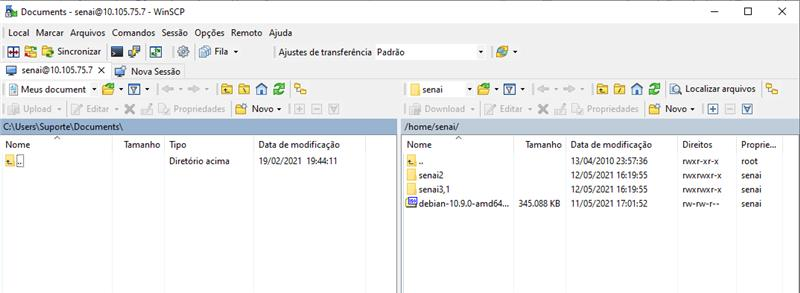 Documents - senai@10.105.75.7 - WinSCP
Local Marcar Arquivos Comandos Sessão Opções Remoto Ajuda
Sincronizar Fila Ajustes de transferência Padrão
senai@10.105.75.7 Nova Sessão
Meus document senai Localizar arquivos
Upload Editar Propriedades Novo Download Editar Propriedades Novo
C:\Users\Suporte\Documents\ /home/senai/
Nome Tamanho Tipo Data de modificação Nome Tamanho Data de modificação Direitos Proprie...
.. Diretório acima 19/02/2021 19:44:11 .. 13/04/2010 23:57:36 rwxr-xr-x root
senai2 12/05/2021 16:19:55 rwxrwxr-x senai
senai3,1 12/05/2021 16:19:55 rwxrwxr-x senai
debian-10.9.0-amd64... 345.088 KB 11/05/2021 17:01:52 rw-rw-r-- senai